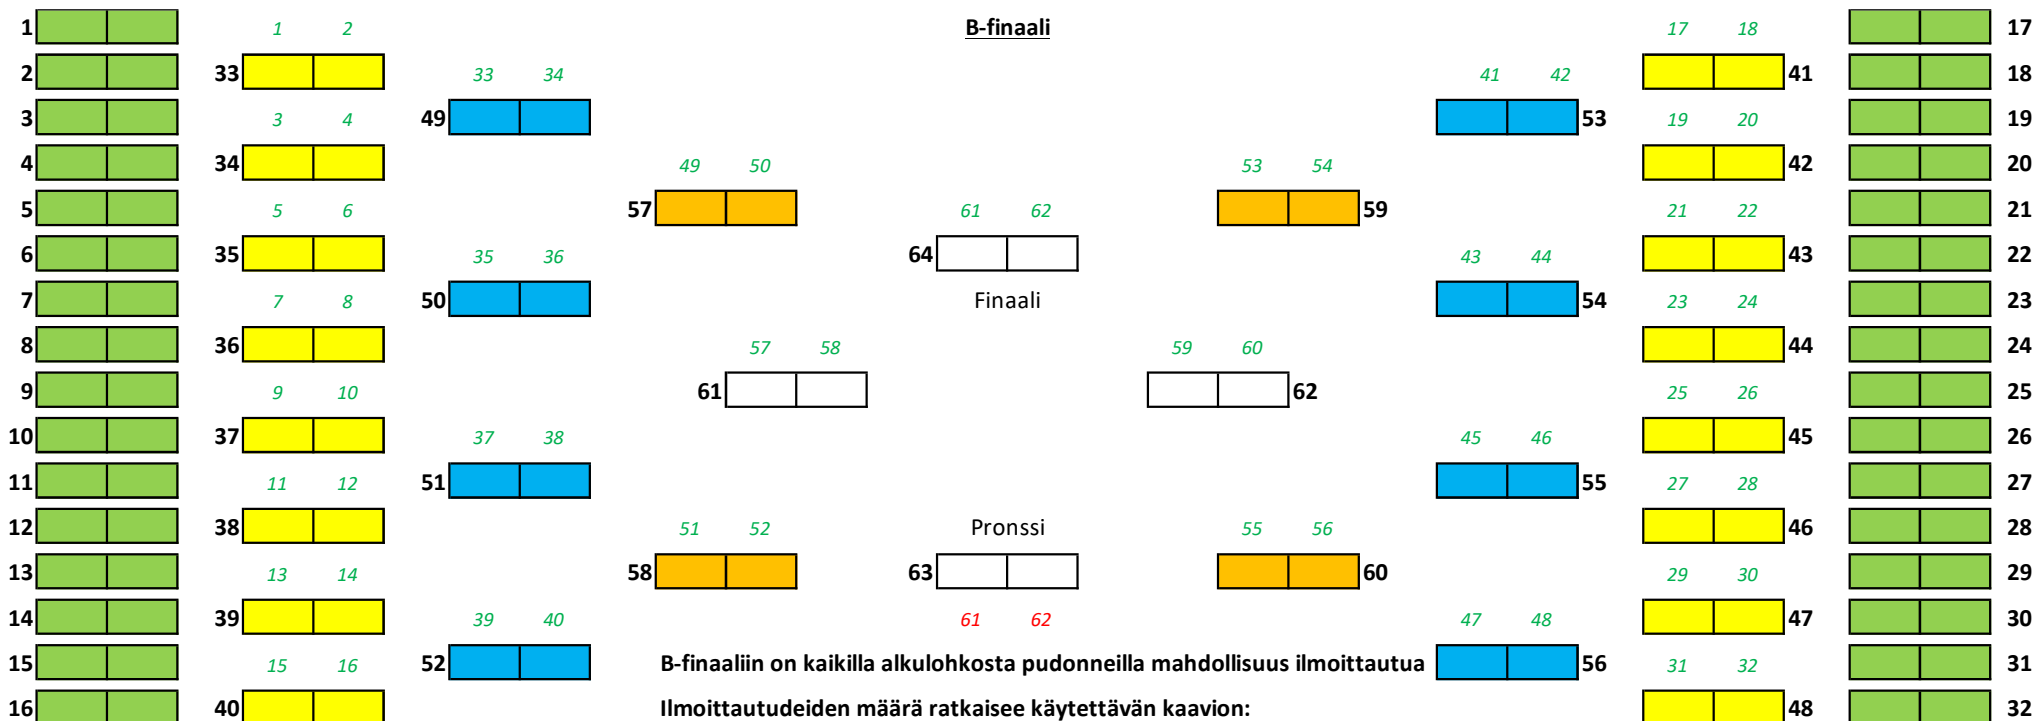 1 1 2 B-finaali 17 18 17
2 33 33 34 41 42 41 18
3 3 4 49 53 19 20 19
4 34 49 50 53 54 42 20
5 5 6 57 61 62 59 21 22 21
6 35 35 36 64 43 44 43 22
7 7 8 50 Finaali 54 23 24 23
8 36 57 58 59 60 44 24
9 9 10 61 62 25 26 25
10 37 37 38 45 46 45 26
11 11 12 51 55 27 28 27
12 38 51 52 Pronssi 55 56 46 28
13 13 14 58 63 60 29 30 29
14 39 39 40 61 62 47 48 47 30
15 15 16 52 B-finaaliin on kaikilla alkulohkosta pudonneilla mahdollisuus ilmoittautua 56 31 32 31
16 40 Ilmoittautudeiden määrä ratkaisee käytettävän kaavion: 48 32